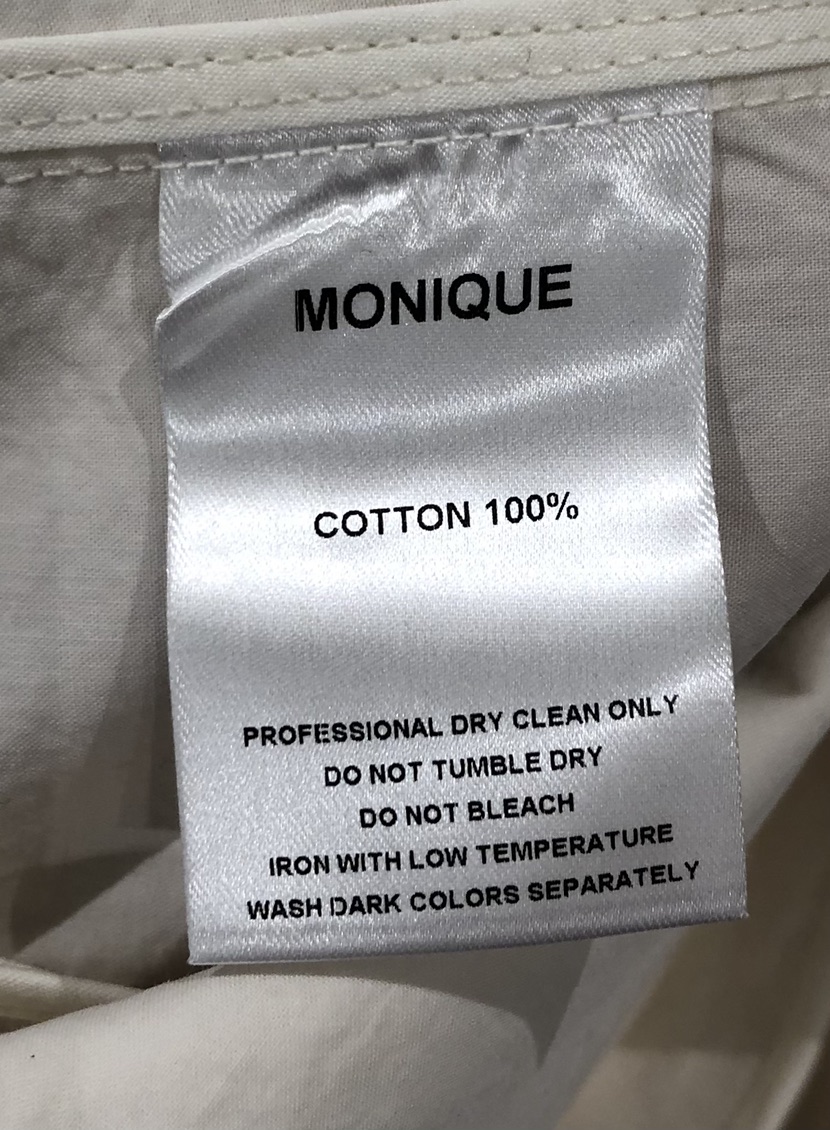 MONIQUE
COTTON 100%
PROFESSIONAL DRY CLEAN ONLY
DO NOT TUMBLE DRY
DO NOT BLEACH
IRON WITH LOW TEMPERATURE
WASH DARK COLORS SEPARATELY